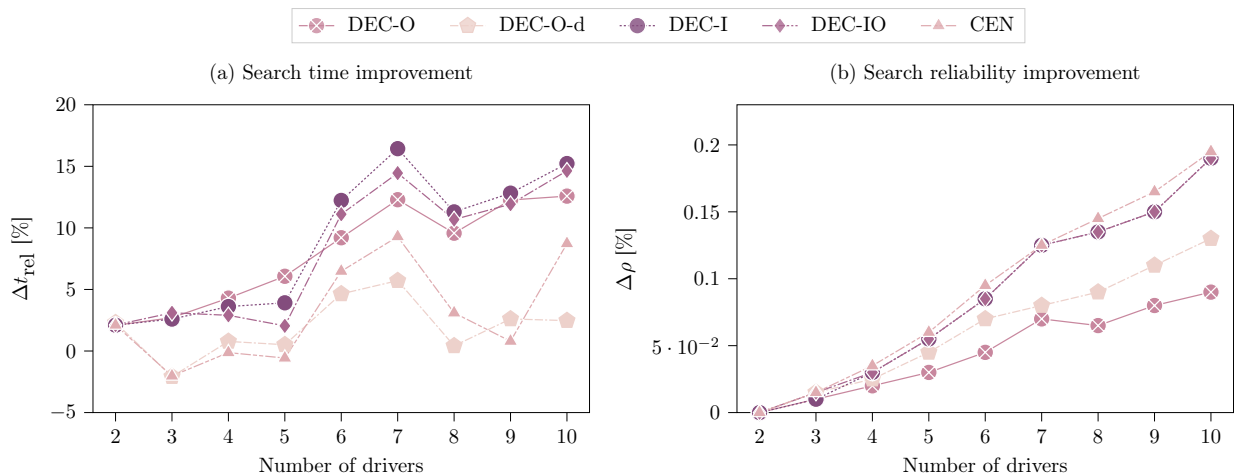 DEC-O DEC-O-d DEC-I DEC-IO CEN
(a) Search time improvement
20
15
10
5
0
−5
Δt_rel [%]
2 3 4 5 6 7 8 9 10
Number of drivers
(b) Search reliability improvement
0.2
0.15
0.1
5 · 10⁻²
0
Δρ [%]
2 3 4 5 6 7 8 9 10
Number of drivers